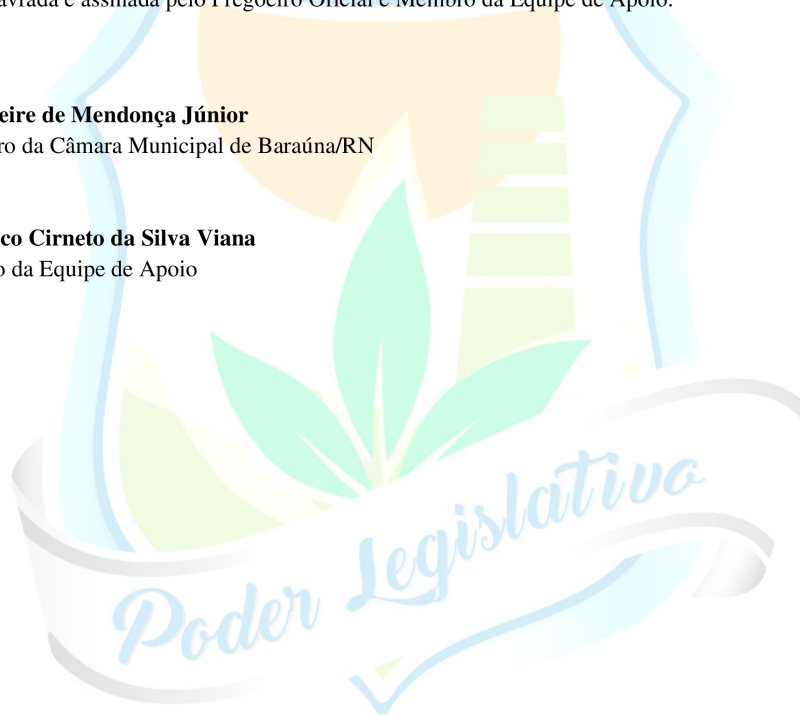 avrada e assinada pelo Pregoeiro Oficial e Membro da Equipe de Apoio.
eire de Mendonça Júnior
ro da Câmara Municipal de Baraúna/RN
co Cirneto da Silva Viana
o da Equipe de Apoio
Poder Legislativo